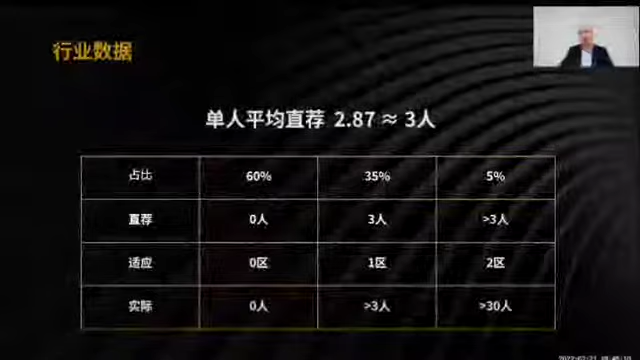 行业数据
单人平均直荐 2.87 ≈ 3人
占比 60% 35% 5%
直荐 0人 3人 >3人
适应 0区 1区 2区
实际 0人 >3人 >30人